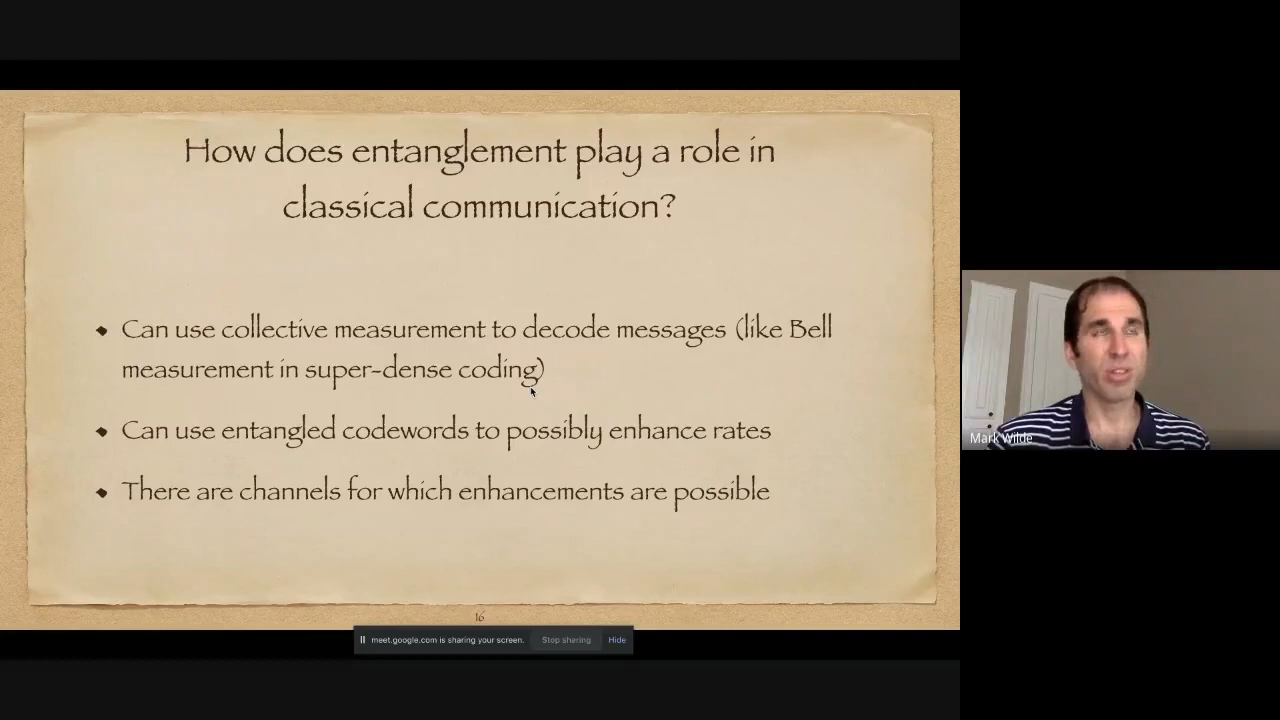 How does entanglement play a role in
classical communication?
• Can use collective measurement to decode messages (like Bell
measurement in super-dense coding)
• Can use entangled codewords to possibly enhance rates
• There are channels for which enhancements are possible
16
meet.google.com is sharing your screen. Stop sharing Hide
Mark Wilde